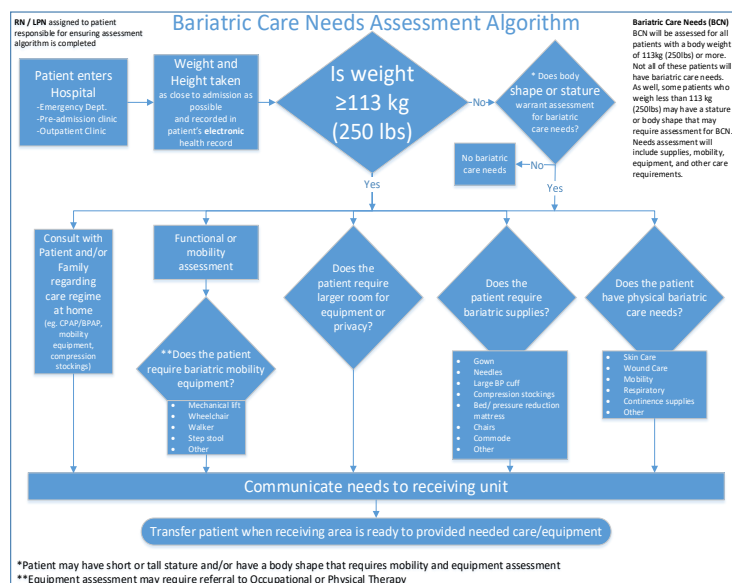 Bariatric Care Needs Assessment Algorithm
RN / LPN assigned to patient
responsible for ensuring assessment
algorithm is completed
Patient enters
Hospital
-Emergency Dept.
-Pre-admission clinic
-Outpatient Clinic
Weight and
Height taken
as close to admission as
possible
and recorded in
patient's electronic
health record
Is weight
≥113 kg
(250 lbs)
No
* Does body
shape or stature
warrant assessment
for bariatric
care needs?
Bariatric Care Needs (BCN)
BCN will be assessed for all
patients with a body weight
of 113kg (250lbs) or more.
Not all of these patients will
have bariatric care needs.
As well, some patients who
weigh less than 113 kg
(250lbs) may have a stature
or body shape that may
require assessment for BCN.
Needs assessment will
include supplies, mobility,
equipment, and other care
requirements.
No bariatric
care needs
No
Yes
Yes
Consult with
Patient and/or
Family
regarding
care regime
at home
(eg. CPAP/BPAP,
mobility
equipment,
compression
stockings)
Functional or
mobility
assessment
**Does the patient
require bariatric mobility
equipment?
• Mechanical lift
• Wheelchair
• Walker
• Step stool
• Other
Does the
patient require
larger room for
equipment or
privacy?
Does the
patient require
bariatric supplies?
• Gown
• Needles
• Large BP cuff
• Compression stockings
• Bed/ pressure reduction
mattress
• Chairs
• Commode
• Other
Does the patient
have physical bariatric
care needs?
• Skin Care
• Wound Care
• Mobility
• Respiratory
• Continence supplies
• Other
Communicate needs to receiving unit
Transfer patient when receiving area is ready to provided needed care/equipment
*Patient may have short or tall stature and/or have a body shape that requires mobility and equipment assessment
**Equipment assessment may require referral to Occupational or Physical Therapy